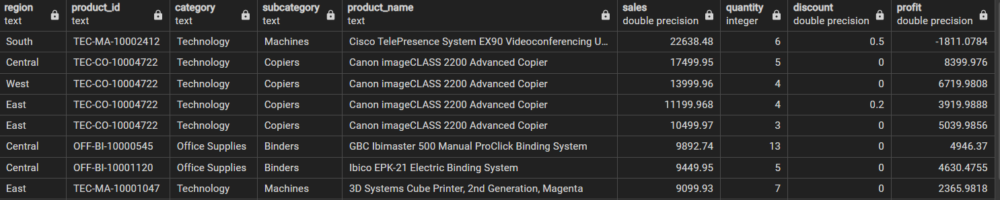 region product_id category subcategory product_name sales quantity discount profit
text text text text text double precision integer double precision double precision
South TEC-MA-10002412 Technology Machines Cisco TelePresence System EX90 Videoconferencing U... 22638.48 6 0.5 -1811.0784
Central TEC-CO-10004722 Technology Copiers Canon imageCLASS 2200 Advanced Copier 17499.95 5 0 8399.976
West TEC-CO-10004722 Technology Copiers Canon imageCLASS 2200 Advanced Copier 13999.96 4 0 6719.9808
East TEC-CO-10004722 Technology Copiers Canon imageCLASS 2200 Advanced Copier 11199.968 4 0.2 3919.9888
East TEC-CO-10004722 Technology Copiers Canon imageCLASS 2200 Advanced Copier 10499.97 3 0 5039.9856
Central OFF-BI-10000545 Office Supplies Binders GBC Ibimaster 500 Manual ProClick Binding System 9892.74 13 0 4946.37
Central OFF-BI-10001120 Office Supplies Binders Ibico EPK-21 Electric Binding System 9449.95 5 0 4630.4755
East TEC-MA-10001047 Technology Machines 3D Systems Cube Printer, 2nd Generation, Magenta 9099.93 7 0 2365.9818